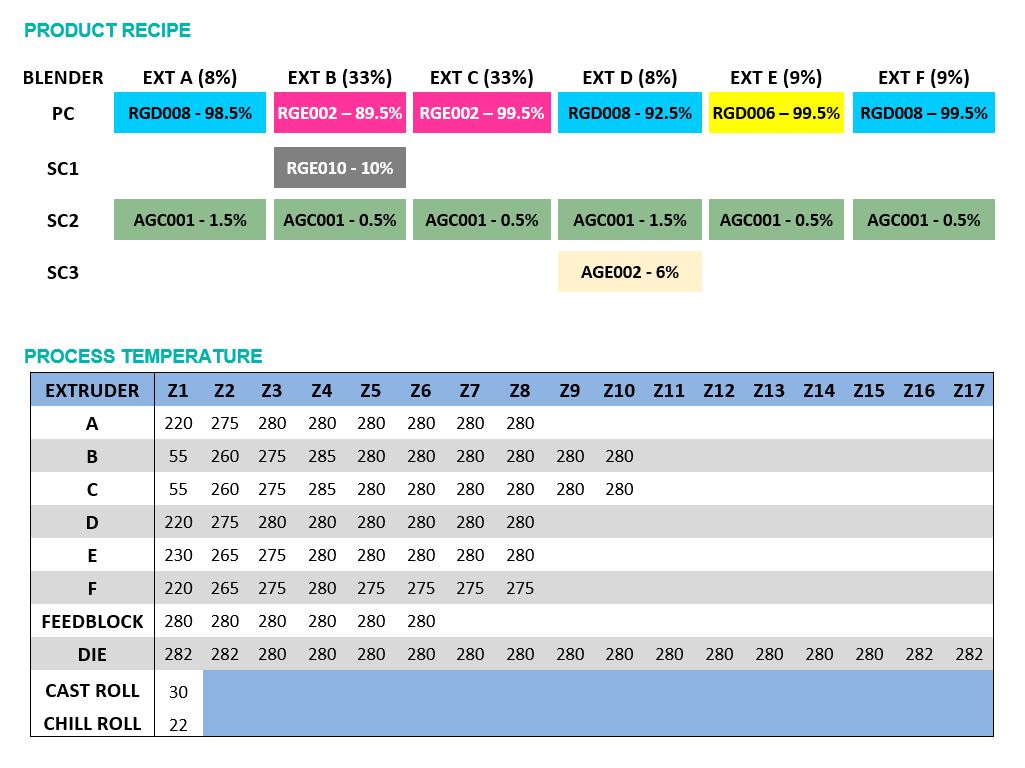 PRODUCT RECIPE
BLENDER EXT A (8%) EXT B (33%) EXT C (33%) EXT D (8%) EXT E (9%) EXT F (9%)
PC RGD008 - 98.5% RGE002 – 89.5% RGE002 – 99.5% RGD008 - 92.5% RGD006 – 99.5% RGD008 – 99.5%
SC1 RGE010 - 10%
SC2 AGC001 - 1.5% AGC001 - 0.5% AGC001 - 0.5% AGC001 - 1.5% AGC001 - 0.5% AGC001 - 0.5%
SC3 AGE002 - 6%
PROCESS TEMPERATURE
EXTRUDER Z1 Z2 Z3 Z4 Z5 Z6 Z7 Z8 Z9 Z10 Z11 Z12 Z13 Z14 Z15 Z16 Z17
A 220 275 280 280 280 280 280 280
B 55 260 275 285 280 280 280 280 280 280
C 55 260 275 285 280 280 280 280 280 280
D 220 275 280 280 280 280 280 280
E 230 265 275 280 280 280 280 280
F 220 265 275 280 275 275 275 275
FEEDBLOCK 280 280 280 280 280 280
DIE 282 282 280 280 280 280 280 280 280 280 280 280 280 280 280 282 282
CAST ROLL 30
CHILL ROLL 22